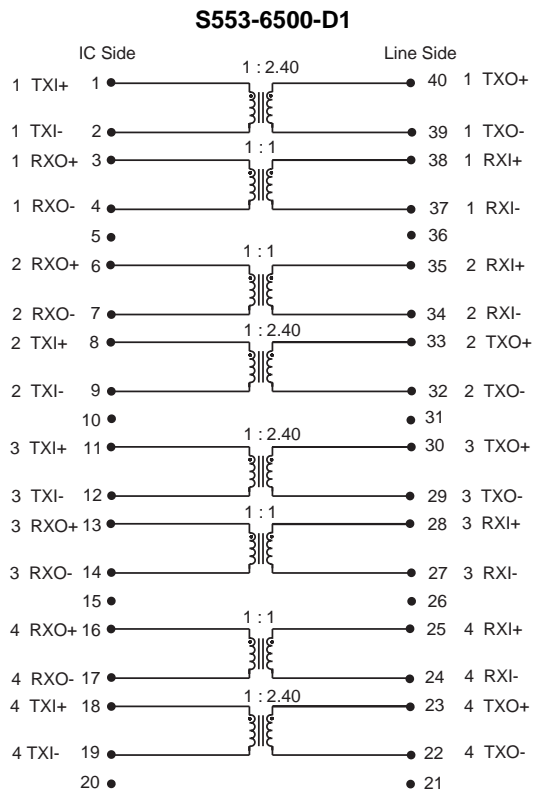 S553-6500-D1
IC Side Line Side
1 : 2.40
1 TXI+ 1 40 1 TXO+
1 TXI- 2 39 1 TXO-
1 : 1
1 RXO+ 3 38 1 RXI+
1 RXO- 4 37 1 RXI-
5 36
1 : 1
2 RXO+ 6 35 2 RXI+
2 RXO- 7 34 2 RXI-
1 : 2.40
2 TXI+ 8 33 2 TXO+
2 TXI- 9 32 2 TXO-
10 31
1 : 2.40
3 TXI+ 11 30 3 TXO+
3 TXI- 12 29 3 TXO-
1 : 1
3 RXO+ 13 28 3 RXI+
3 RXO- 14 27 3 RXI-
15 26
1 : 1
4 RXO+ 16 25 4 RXI+
4 RXO- 17 24 4 RXI-
1 : 2.40
4 TXI+ 18 23 4 TXO+
4 TXI- 19 22 4 TXO-
20 21